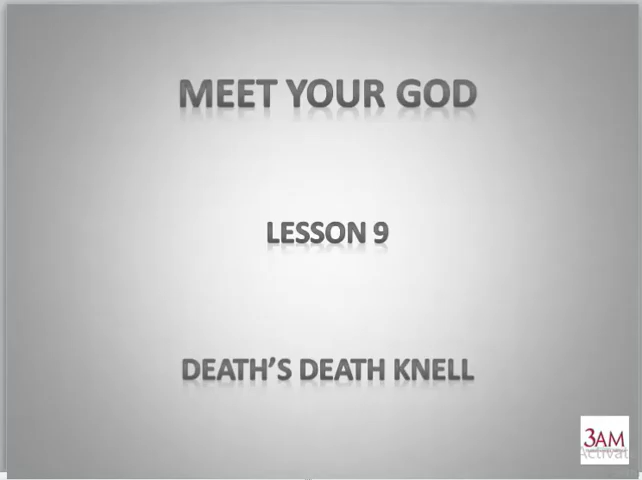 MEET YOUR GOD
LESSON 9
DEATH'S DEATH KNELL
3AM